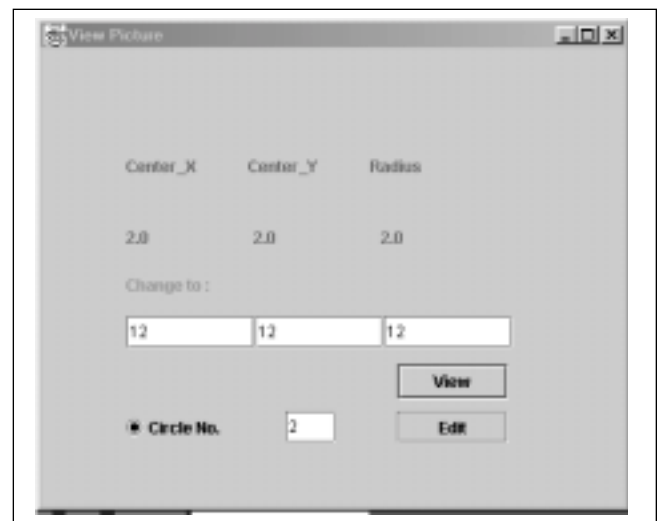 View Picture
Center_X Center_Y Radius
2.0 2.0 2.0
Change to :
12 12 12
View
Circle No. 2 Edit